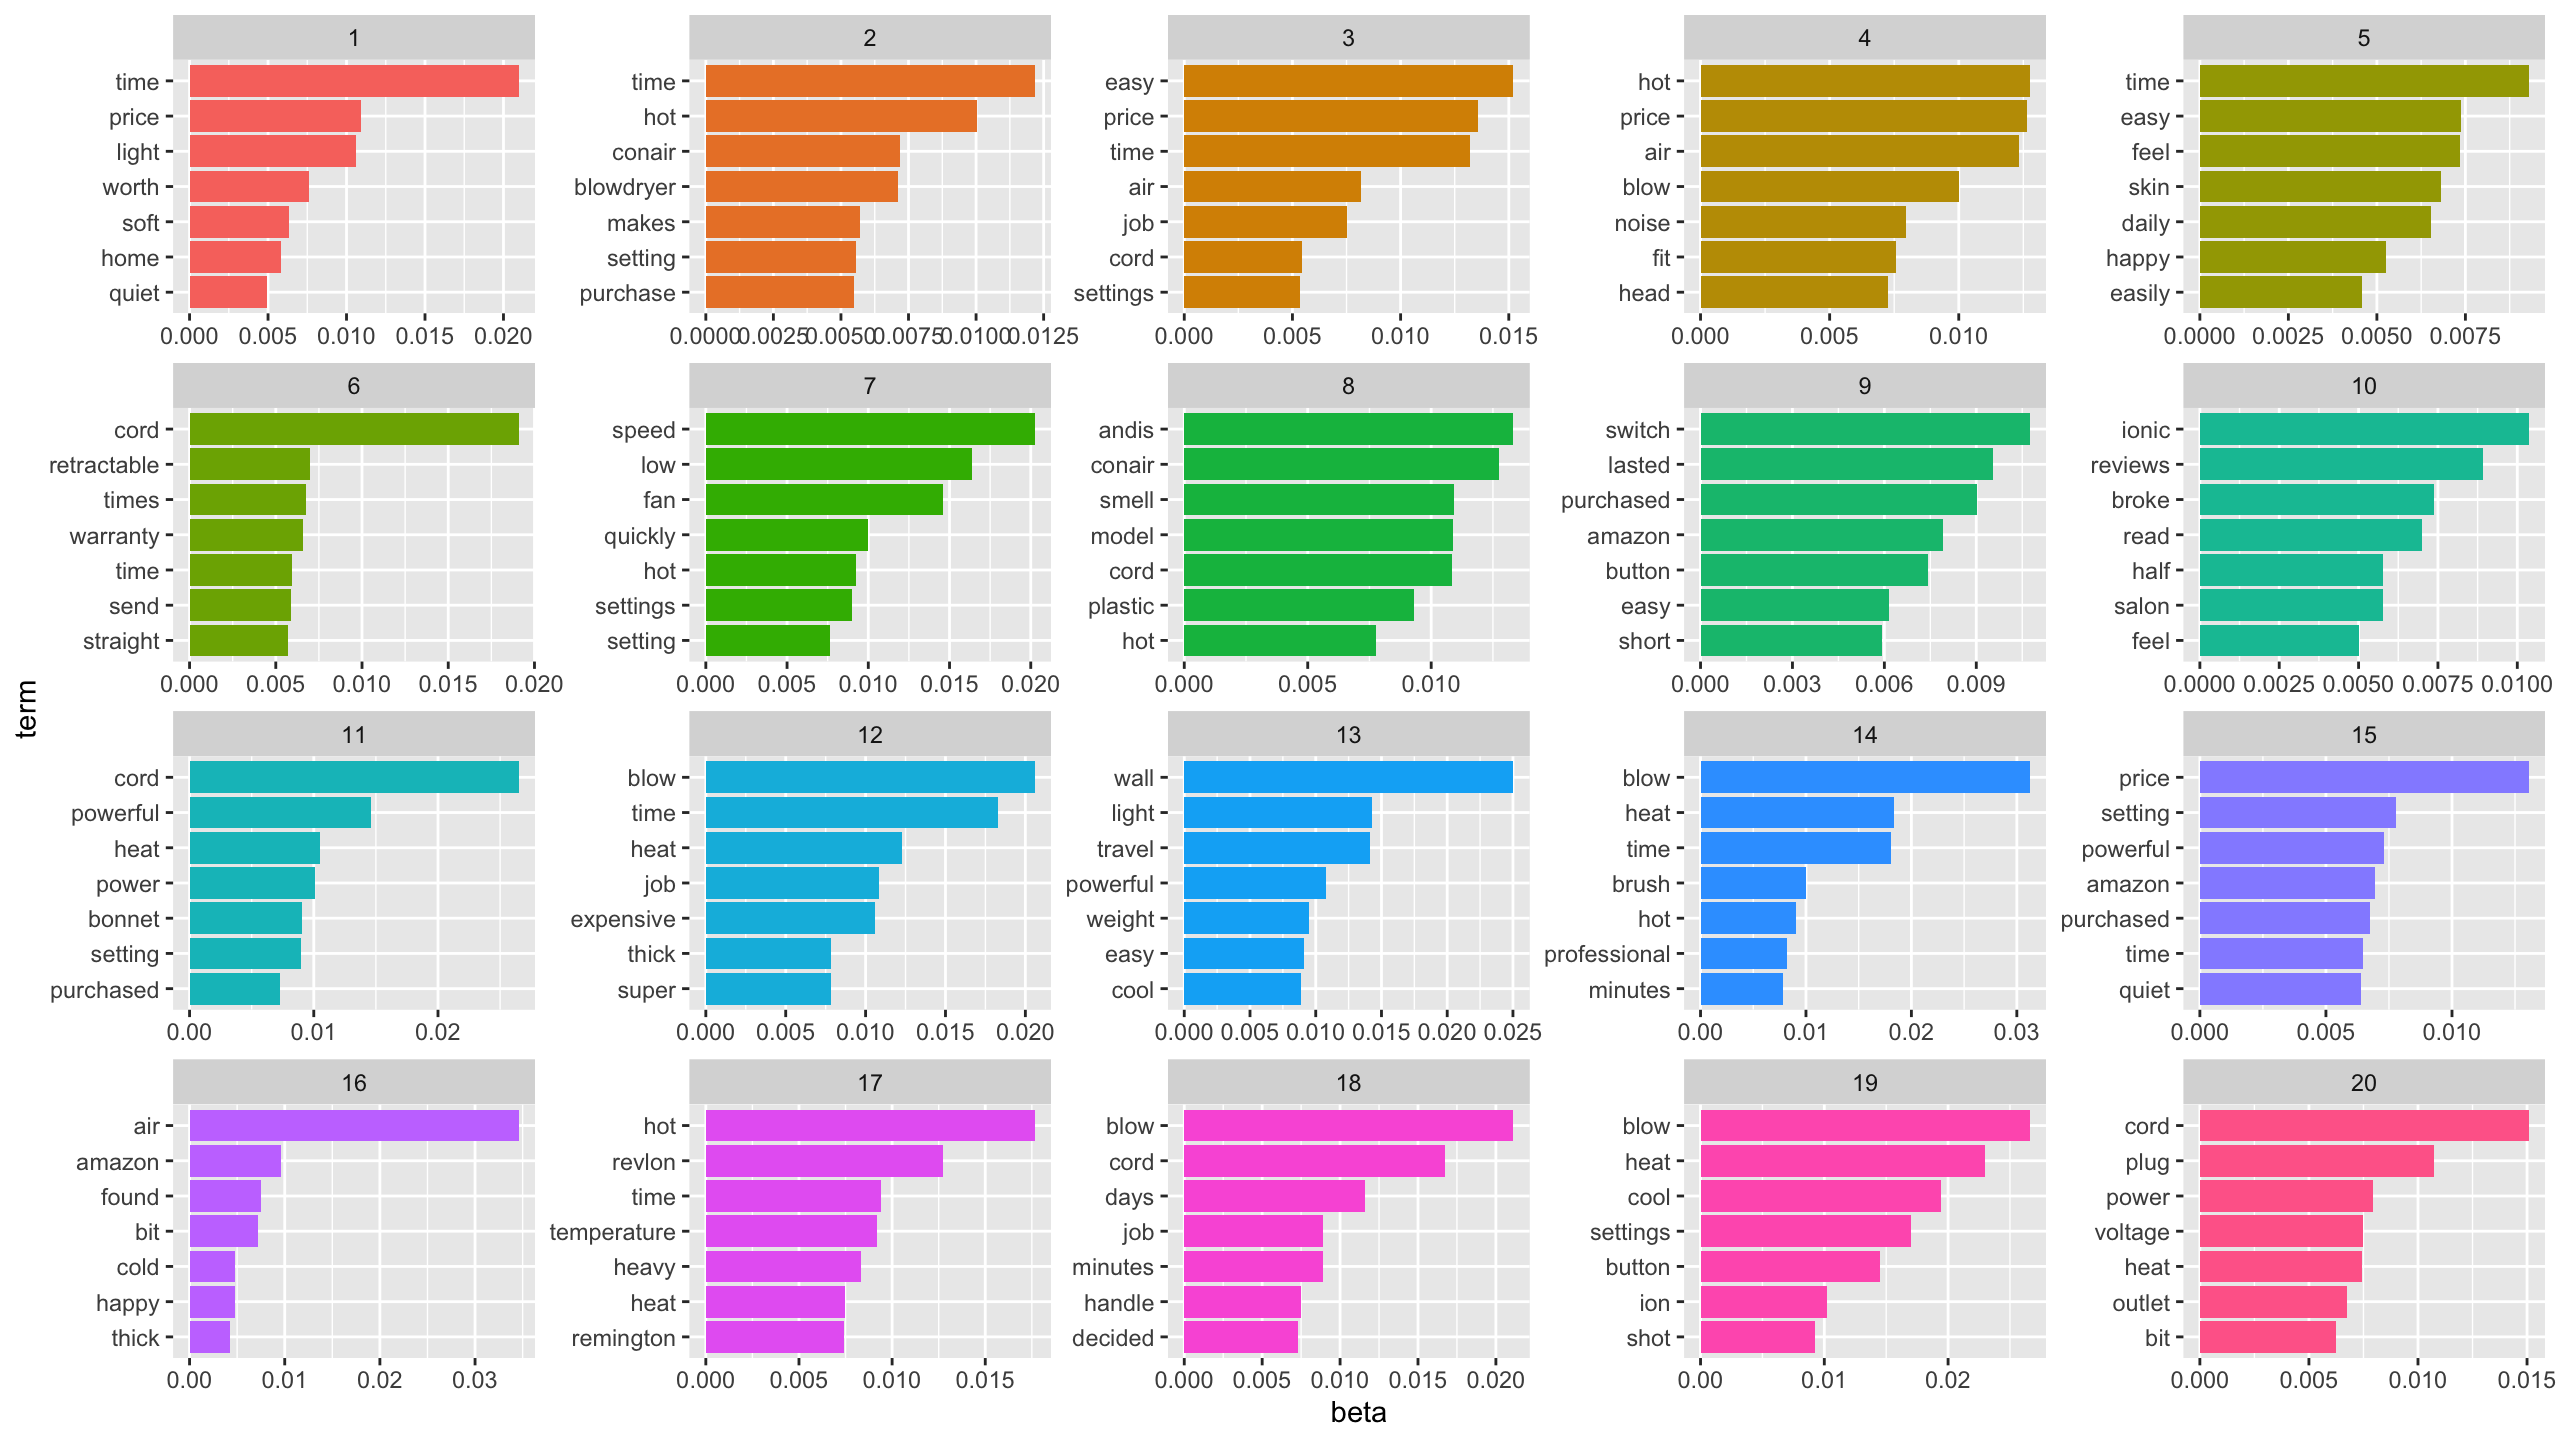 1
time
price
light
worth
soft
home
quiet
0.000 0.005 0.010 0.015 0.020
2
time
hot
conair
blowdryer
makes
setting
purchase
0.0000 0.0025 0.0050 0.0075 0.0100 0.0125
3
easy
price
time
air
job
cord
settings
0.000 0.005 0.010 0.015
4
hot
price
air
blow
noise
fit
head
0.000 0.005 0.010
5
time
easy
feel
skin
daily
happy
easily
0.0000 0.0025 0.0050 0.0075
6
cord
retractable
times
warranty
time
send
straight
0.000 0.005 0.010 0.015 0.020
7
speed
low
fan
quickly
hot
settings
setting
0.000 0.005 0.010 0.015 0.020
8
andis
conair
smell
model
cord
plastic
hot
0.000 0.005 0.010
9
switch
lasted
purchased
amazon
button
easy
short
0.000 0.003 0.006 0.009
10
ionic
reviews
broke
read
half
salon
feel
0.0000 0.0025 0.0050 0.0075 0.0100
term
11
cord
powerful
heat
power
bonnet
setting
purchased
0.00 0.01 0.02
12
blow
time
heat
job
expensive
thick
super
0.000 0.005 0.010 0.015 0.020
13
wall
light
travel
powerful
weight
easy
cool
0.000 0.005 0.010 0.015 0.020 0.025
14
blow
heat
time
brush
hot
professional
minutes
0.00 0.01 0.02 0.03
15
price
setting
powerful
amazon
purchased
time
quiet
0.000 0.005 0.010
16
air
amazon
found
bit
cold
happy
thick
0.00 0.01 0.02 0.03
17
hot
revlon
time
temperature
heavy
heat
remington
0.000 0.005 0.010 0.015
18
blow
cord
days
job
minutes
handle
decided
0.000 0.005 0.010 0.015 0.020
19
blow
heat
cool
settings
button
ion
shot
0.00 0.01 0.02
20
cord
plug
power
voltage
heat
outlet
bit
0.000 0.005 0.010 0.015
beta